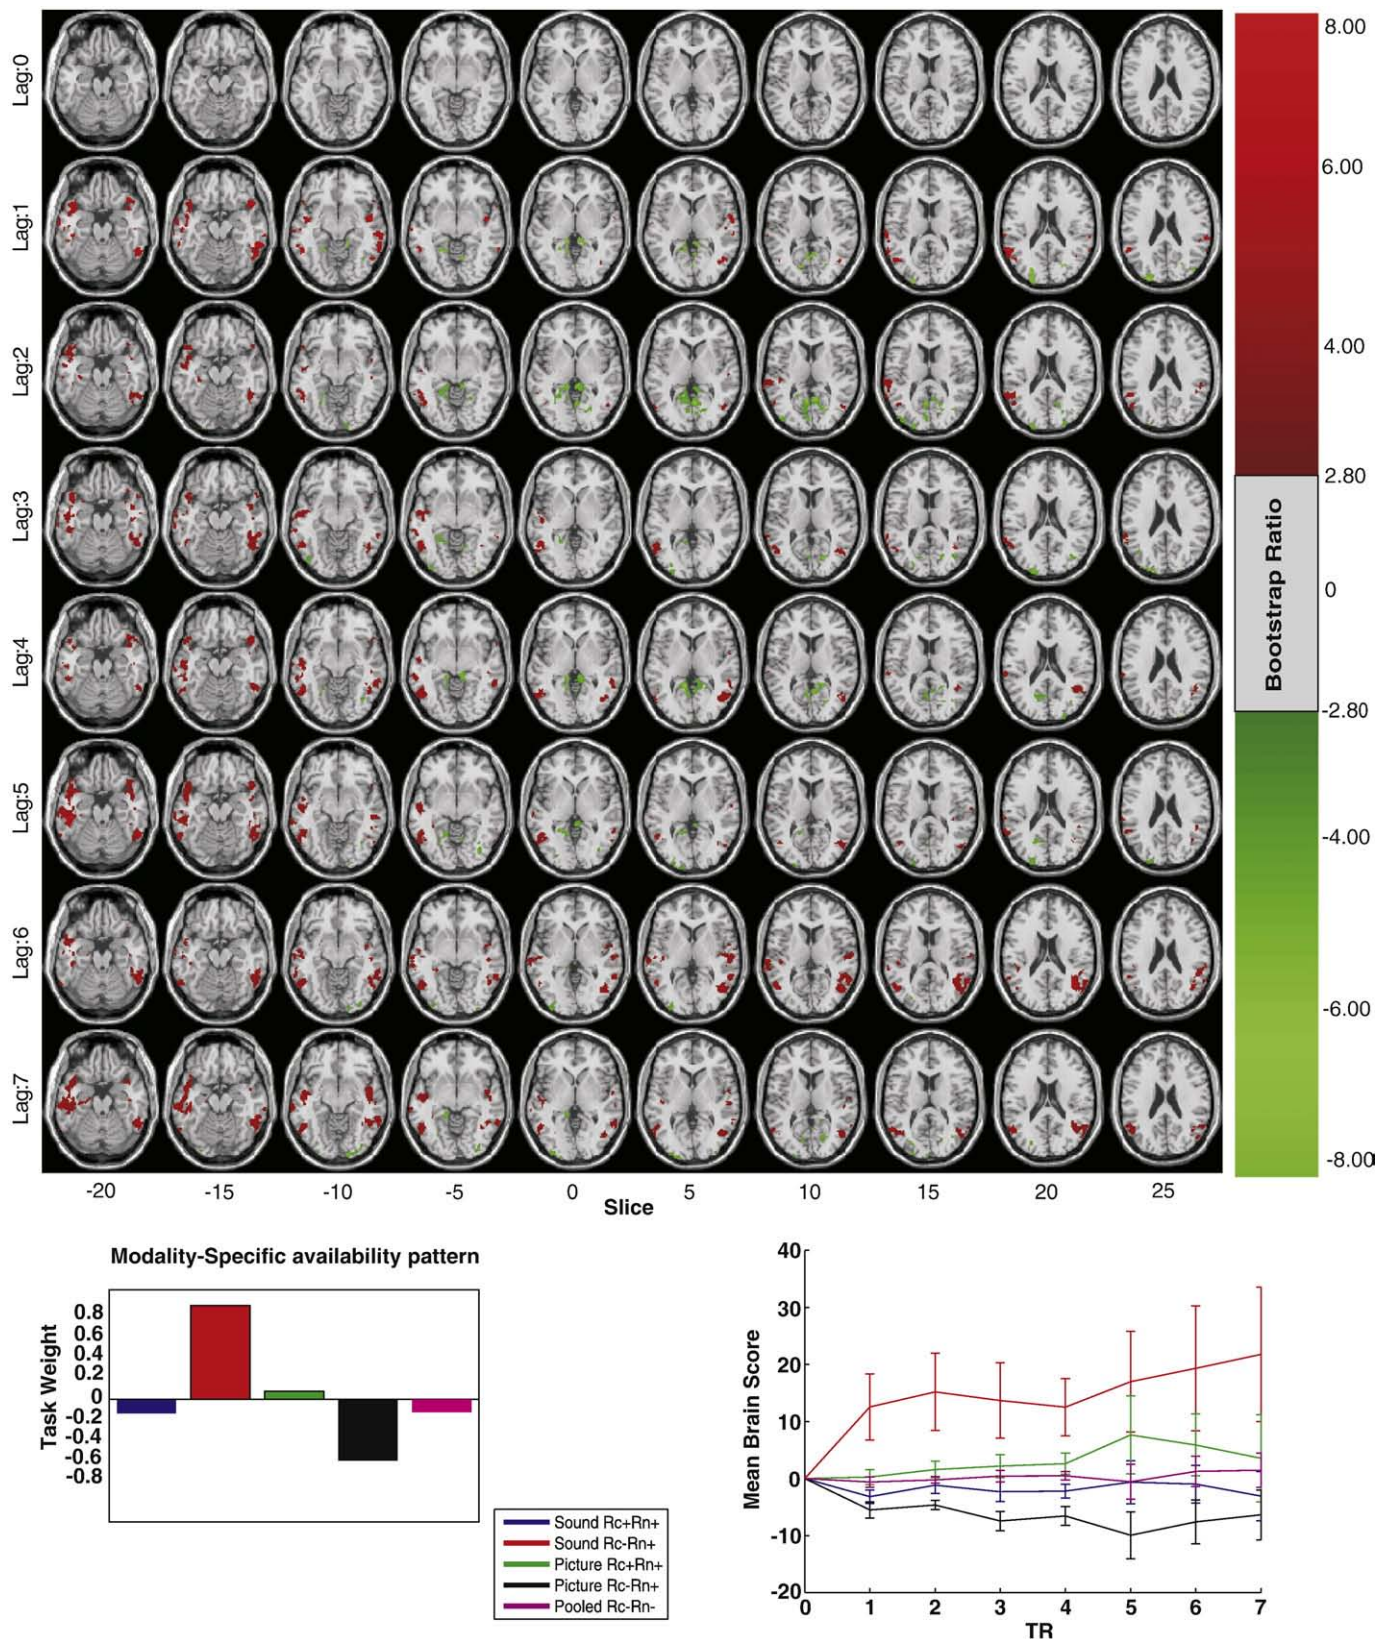 Lag:0
Lag:1
Lag:2
Lag:3
Lag:4
Lag:5
Lag:6
Lag:7
8.00
6.00
4.00
2.80
0
-2.80
-4.00
-6.00
-8.00
Bootstrap Ratio
-20 -15 -10 -5 0 5 10 15 20 25
Slice
Modality-Specific availability pattern
Task Weight
0.8
0.6
0.4
0.2
0
-0.2
-0.4
-0.6
-0.8
Sound Rc+Rn+
Sound Rc-Rn+
Picture Rc+Rn+
Picture Rc-Rn+
Pooled Rc-Rn-
Mean Brain Score
40
30
20
10
0
-10
-20
0 1 2 3 4 5 6 7
TR